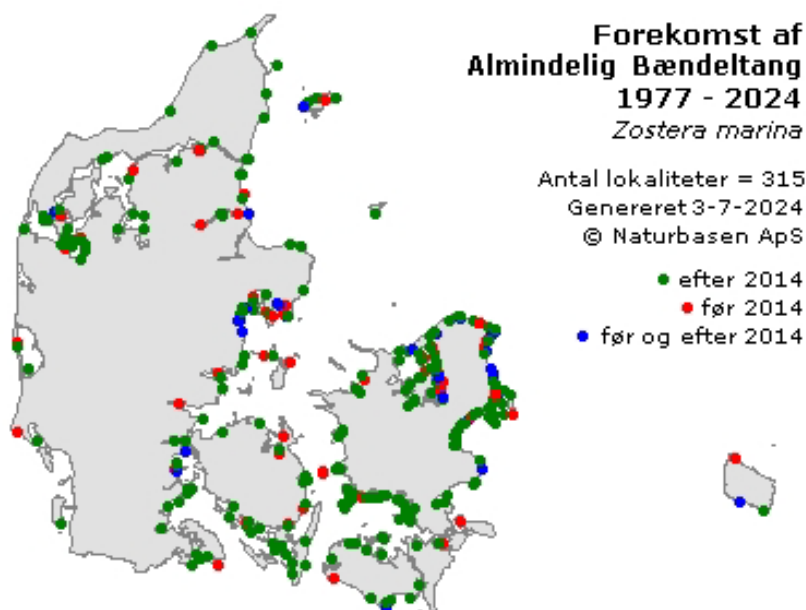 Forekomst af
Almindelig Bændeltang
1977 - 2024
Zostera marina
Antal lokaliteter = 315
Genereret 3-7-2024
© Naturbasen ApS
efter 2014
før 2014
før og efter 2014